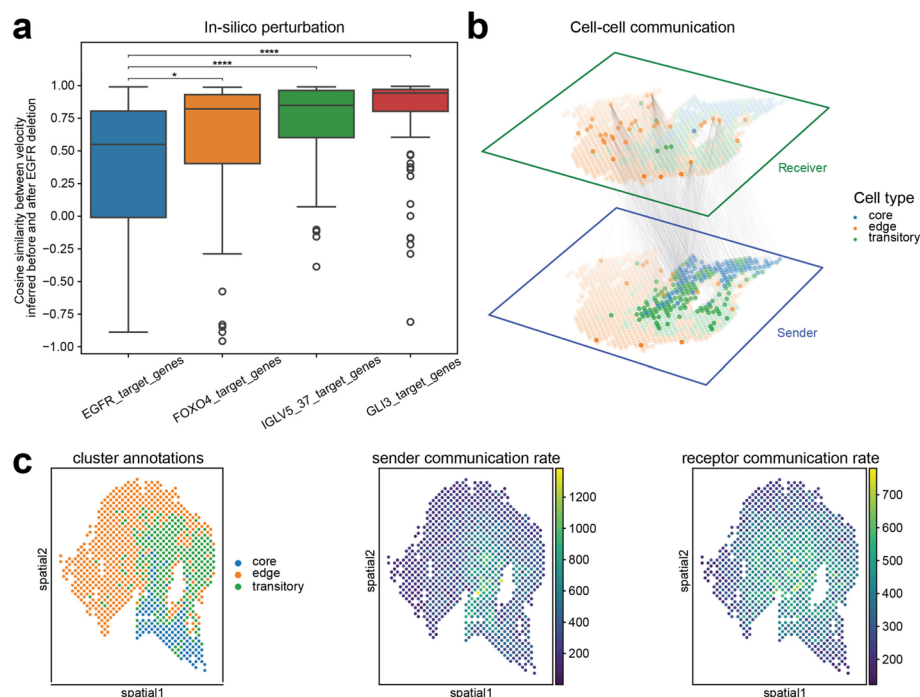 a
In-silico perturbation
Cosine similarity between velocity
inferred before and after EGFR deletion
****
****
*
1.00
0.75
0.50
0.25
0.00
−0.25
−0.50
−0.75
−1.00
EGFR_target_genes
FOXO4_target_genes
IGLV5_37_target_genes
GLI3_target_genes
b
Cell-cell communication
Receiver
Sender
Cell type
core
edge
transitory
c
cluster annotations
spatial2
spatial1
core
edge
transitory
sender communication rate
spatial2
spatial1
1200
1000
800
600
400
200
receptor communication rate
spatial2
spatial1
700
600
500
400
300
200